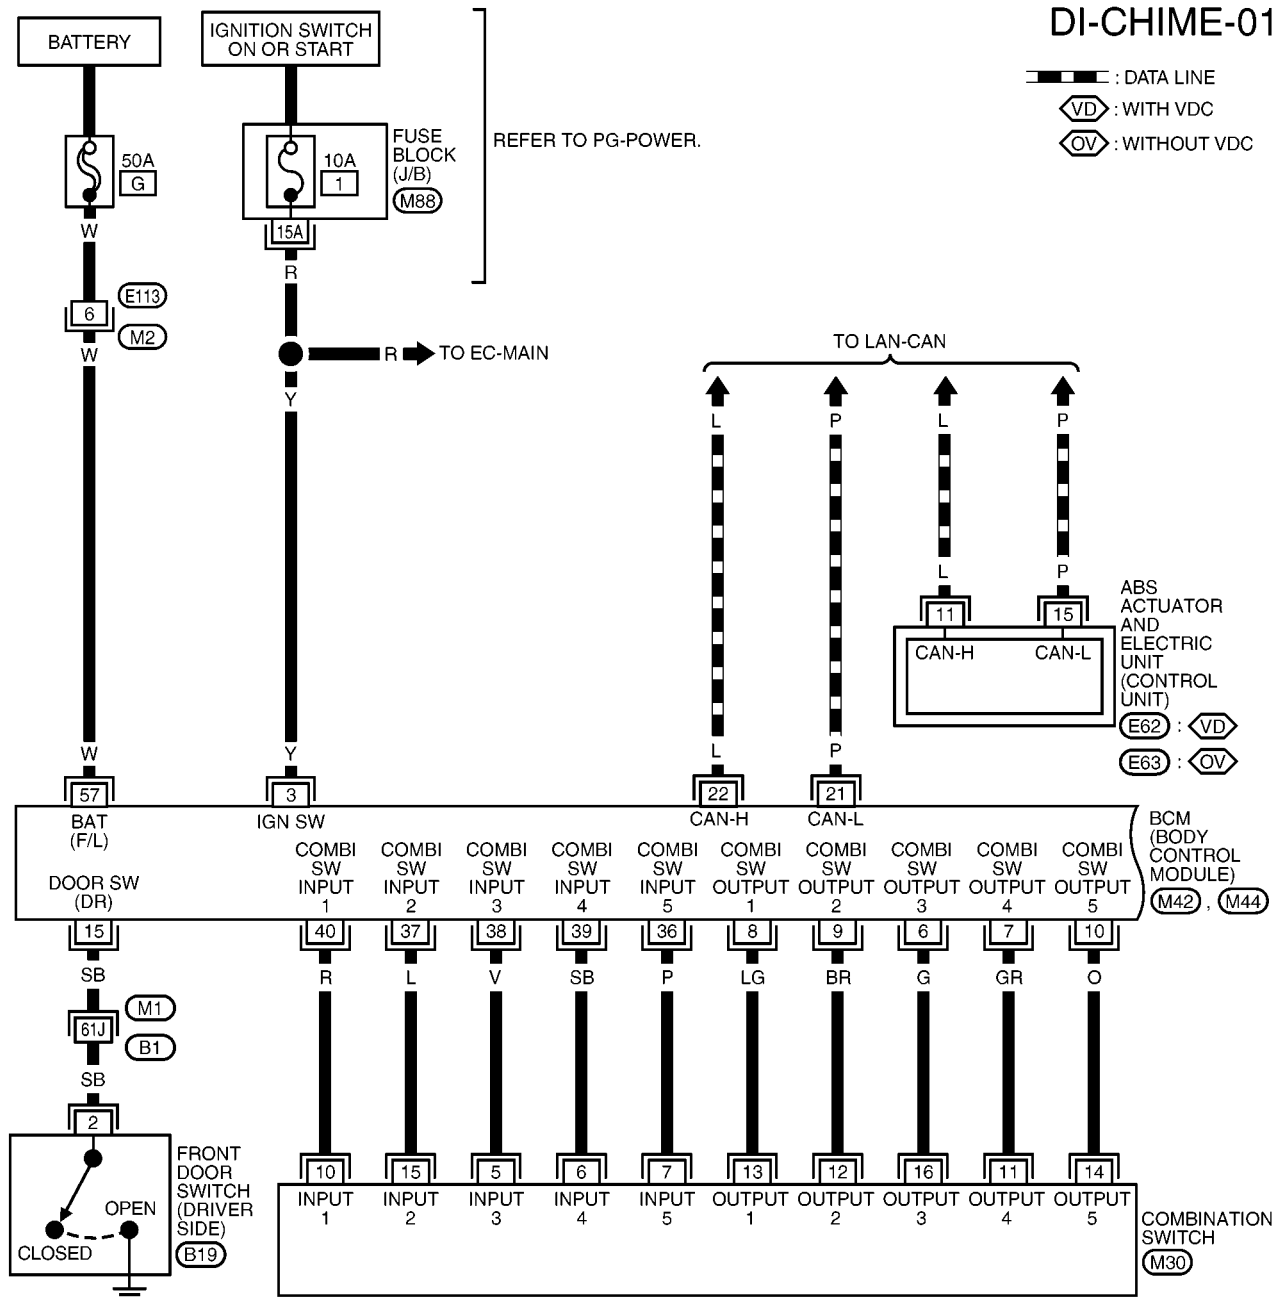 DI-CHIME-01
BATTERY
IGNITION SWITCH
ON OR START
: DATA LINE
VD : WITH VDC
OV : WITHOUT VDC
REFER TO PG-POWER.
50A
G
10A
1
FUSE
BLOCK
(J/B)
M88
15A
W
R
6
E113
M2
W
R
TO EC-MAIN
Y
TO LAN-CAN
L
P
L
P
L
P
11
15
CAN-H
CAN-L
ABS
ACTUATOR
AND
ELECTRIC
UNIT
(CONTROL
UNIT)
E62 : VD
E63 : OV
W
Y
L
P
57
3
22
21
BAT
(F/L)
IGN SW
CAN-H
CAN-L
DOOR SW
(DR)
COMBI
SW
INPUT
1
COMBI
SW
INPUT
2
COMBI
SW
INPUT
3
COMBI
SW
INPUT
4
COMBI
SW
INPUT
5
COMBI
SW
OUTPUT
1
COMBI
SW
OUTPUT
2
COMBI
SW
OUTPUT
3
COMBI
SW
OUTPUT
4
COMBI
SW
OUTPUT
5
BCM
(BODY
CONTROL
MODULE)
M42 , M44
15
40
37
38
39
36
8
9
6
7
10
SB
R
L
V
SB
P
LG
BR
G
GR
O
61J
M1
B1
SB
2
FRONT
DOOR
SWITCH
(DRIVER
SIDE)
B19
OPEN
CLOSED
10
15
5
6
7
13
12
16
11
14
INPUT
1
INPUT
2
INPUT
3
INPUT
4
INPUT
5
OUTPUT
1
OUTPUT
2
OUTPUT
3
OUTPUT
4
OUTPUT
5
COMBINATION
SWITCH
M30